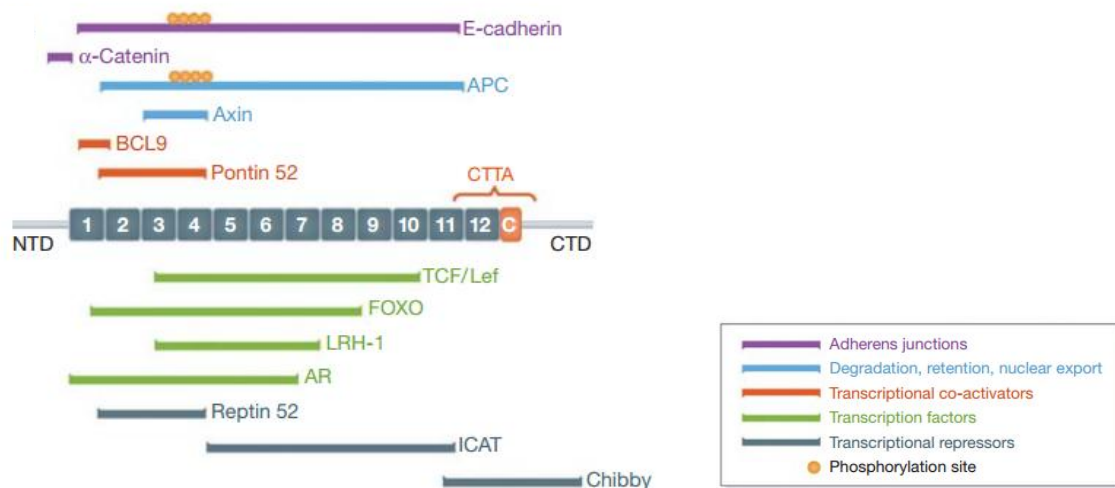 E-cadherin
α-Catenin
APC
Axin
BCL9
Pontin 52
CTTA
1 2 3 4 5 6 7 8 9 10 11 12 C
NTD
CTD
TCF/Lef
FOXO
LRH-1
AR
Reptin 52
ICAT
Chibby
Adherens junctions
Degradation, retention, nuclear export
Transcriptional co-activators
Transcription factors
Transcriptional repressors
Phosphorylation site